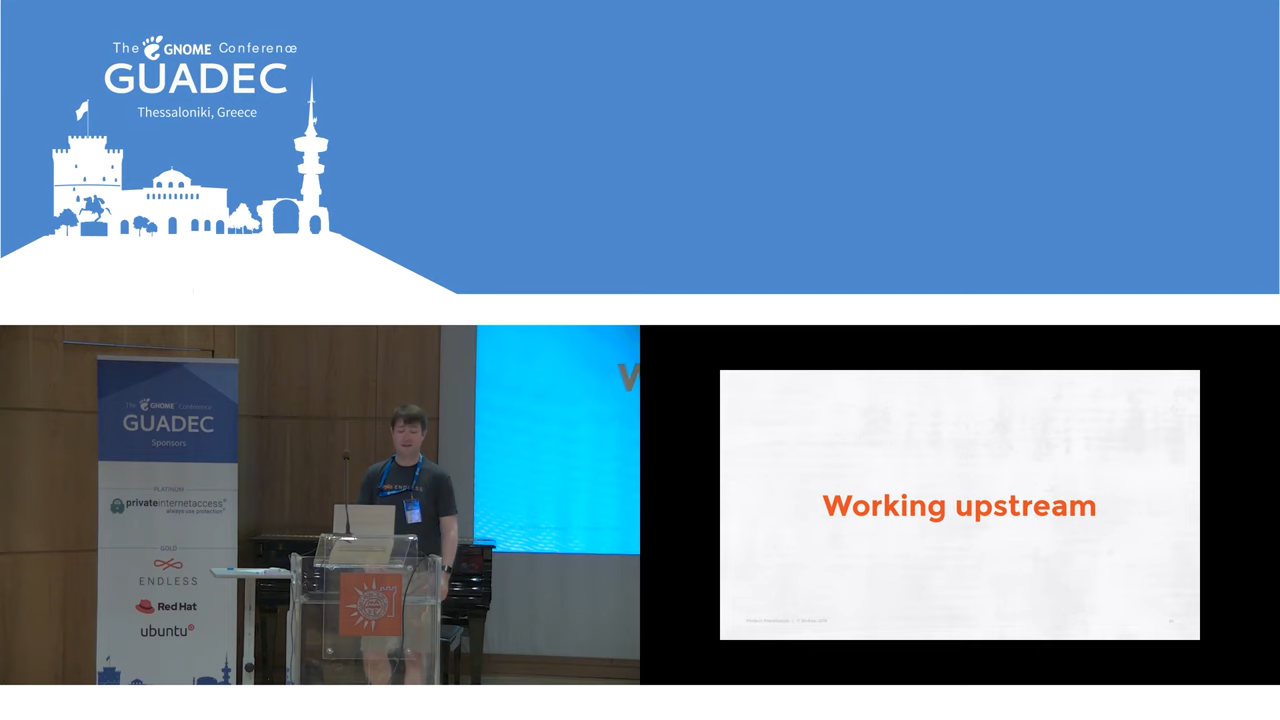 The GNOME Conference
GUADEC
Thessaloniki, Greece
The GNOME Conference
GUADEC
Sponsors
PLATINUM
privateinternetaccess®
always use protection®
GOLD
ENDLESS
Red Hat
ubuntu®
ENDLESS
W
Working upstream